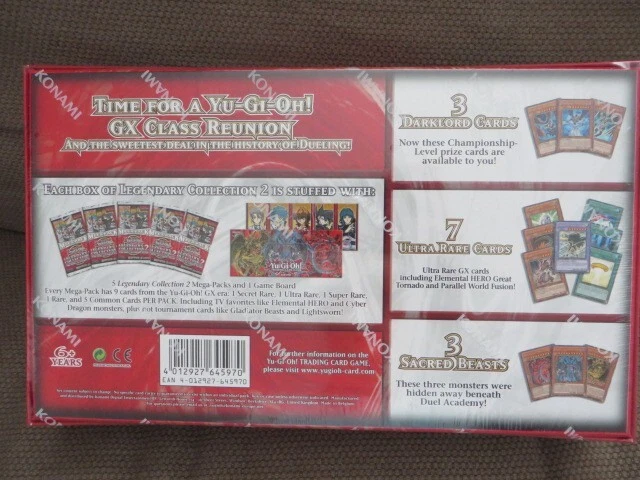 TIME FOR A YU-GI-OH!
GX CLASS REUNION
AND THE SWEETEST DEAL IN THE HISTORY OF DUELING!
EACH BOX OF LEGENDARY COLLECTION 2 IS STUFFED WITH:
Yu-Gi-Oh!
5 Legendary Collection 2 Mega-Packs and 1 Game Board
Every Mega-Pack has 9 cards from the Yu-Gi-Oh! GX era: 1 Secret Rare, 1 Ultra Rare, 1 Super Rare,
1 Rare, and 5 Common Cards PER PACK. Including TV favorites like Elemental HERO and Cyber
Dragon monsters, plus hot tournament cards like Gladiator Beasts and Lightsworn!
6+
YEARS
CE
4 012927 645970
EAN 4-012927-645970
For further information on the
Yu-Gi-Oh! TRADING CARD GAME
please visit www.yugioh-card.com
3
DARKLORD CARDS
Now these Championship-
Level prize cards are
available to you!
7
ULTRA RARE CARDS
Ultra Rare GX cards
including Elemental HERO Great
Tornado and Parallel World Fusion!
3
SACRED BEASTS
These three monsters were
hidden away beneath
Duel Academy!
KONAMI
KONAMI
KONAMI
KONAMI